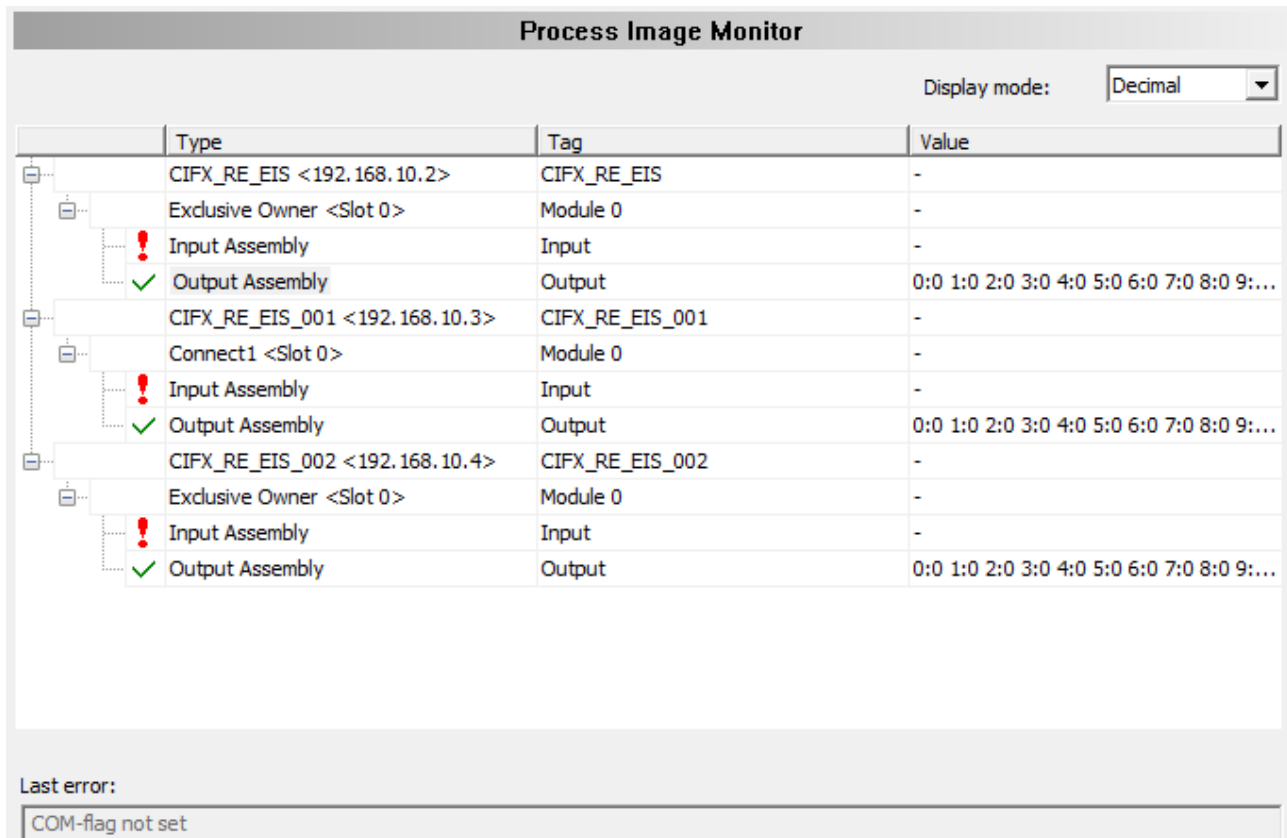 Process Image Monitor
Display mode: Decimal
Type Tag Value
CIFX_RE_EIS <192.168.10.2> CIFX_RE_EIS -
Exclusive Owner <Slot 0> Module 0 -
Input Assembly Input -
Output Assembly Output 0:0 1:0 2:0 3:0 4:0 5:0 6:0 7:0 8:0 9:...
CIFX_RE_EIS_001 <192.168.10.3> CIFX_RE_EIS_001 -
Connect1 <Slot 0> Module 0 -
Input Assembly Input -
Output Assembly Output 0:0 1:0 2:0 3:0 4:0 5:0 6:0 7:0 8:0 9:...
CIFX_RE_EIS_002 <192.168.10.4> CIFX_RE_EIS_002 -
Exclusive Owner <Slot 0> Module 0 -
Input Assembly Input -
Output Assembly Output 0:0 1:0 2:0 3:0 4:0 5:0 6:0 7:0 8:0 9:...
Last error:
COM-flag not set